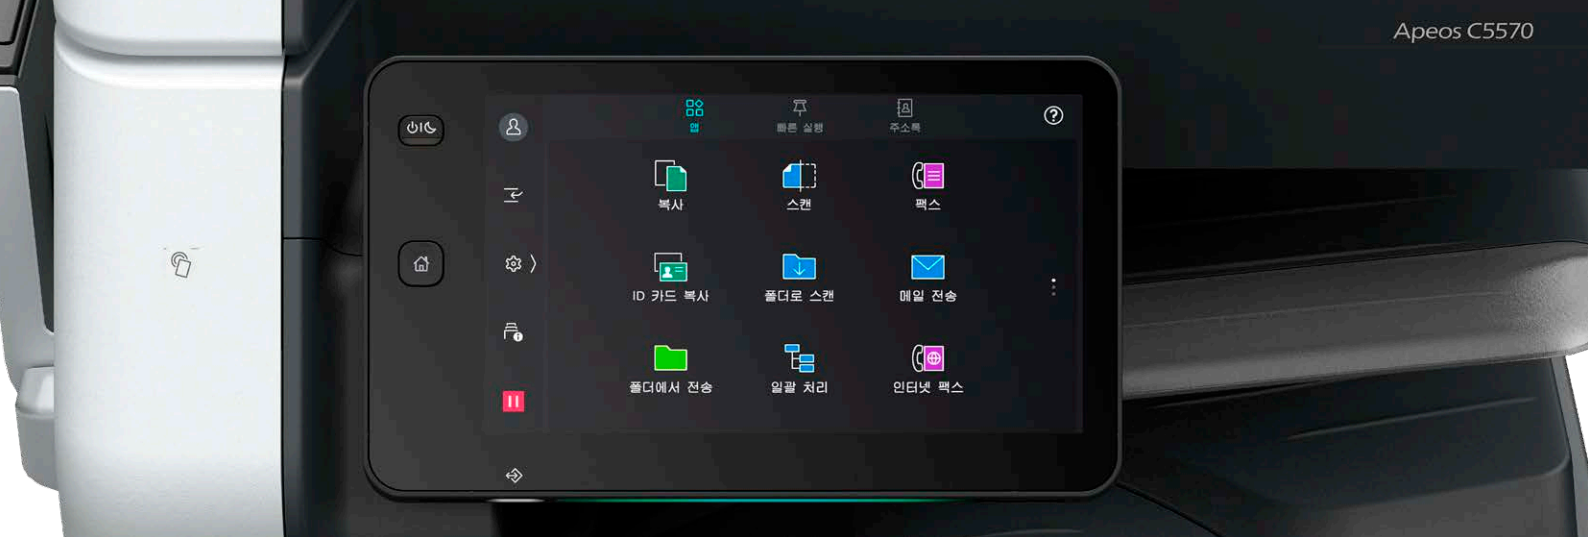 Apeos C5570
앱
빠른 실행
주소록
복사
스캔
팩스
ID 카드 복사
폴더로 스캔
메일 전송
폴더에서 전송
일괄 처리
인터넷 팩스